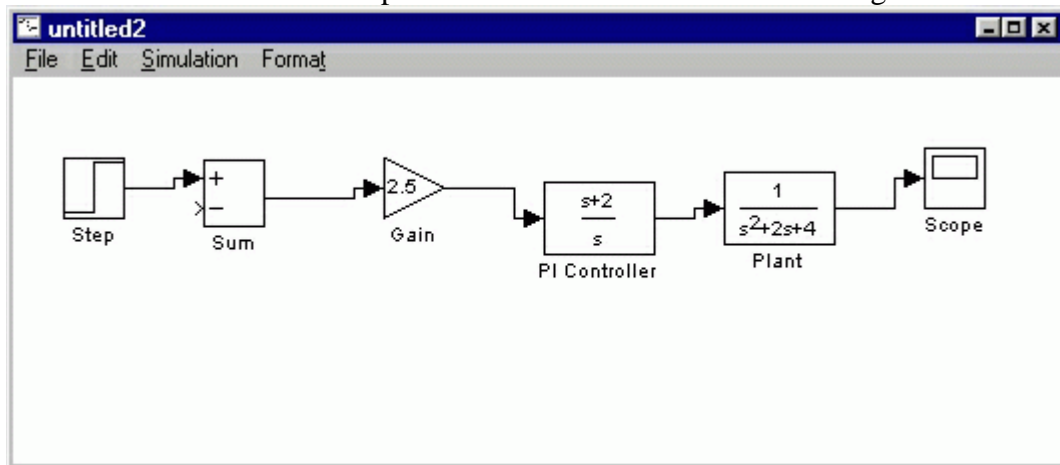 untitled2
File Edit Simulation Format
+
−
Step
Sum
2.5
Gain
s+2
s
PI Controller
1
s2+2s+4
Plant
Scope